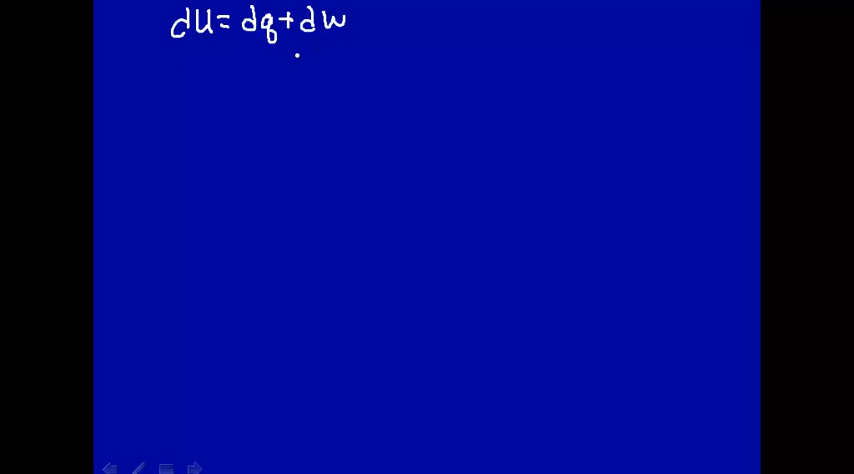 dU = dq + dw